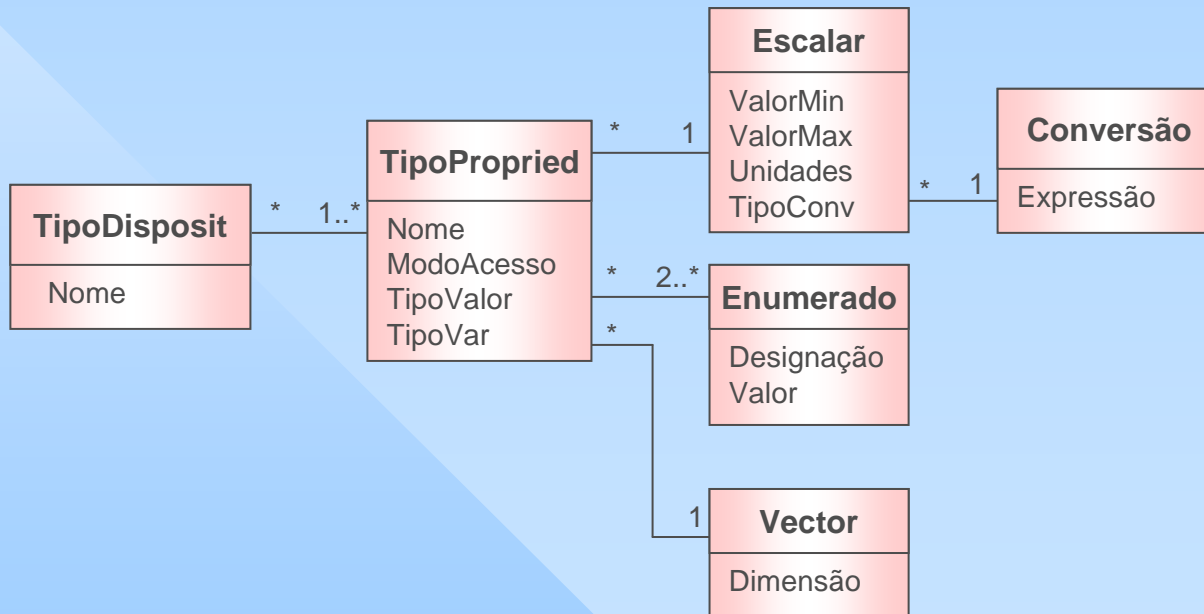 TipoDisposit
Nome
*
1..*
TipoPropried
Nome
ModoAcesso
TipoValor
TipoVar
*
1
Escalar
ValorMin
ValorMax
Unidades
TipoConv
*
1
Conversão
Expressão
*
2..*
Enumerado
Designação
Valor
*
1
Vector
Dimensão